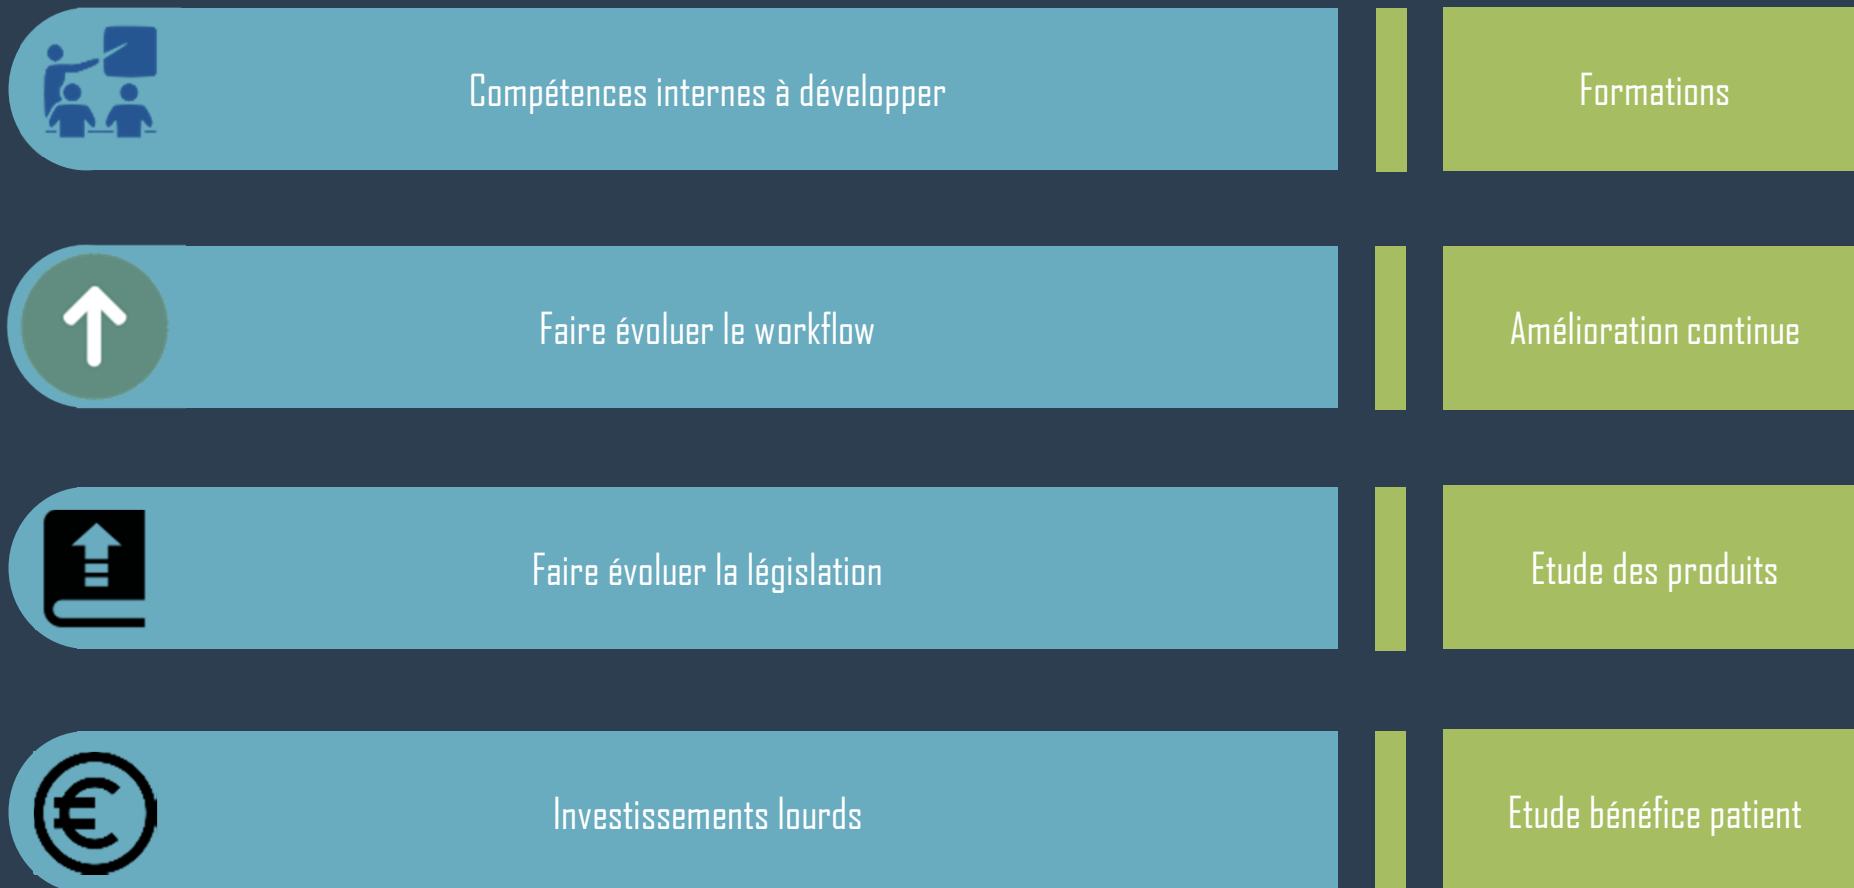 Compétences internes à développer
Formations
Faire évoluer le workflow
Amélioration continue
Faire évoluer la législation
Etude des produits
€
Investissements lourds
Etude bénéfice patient